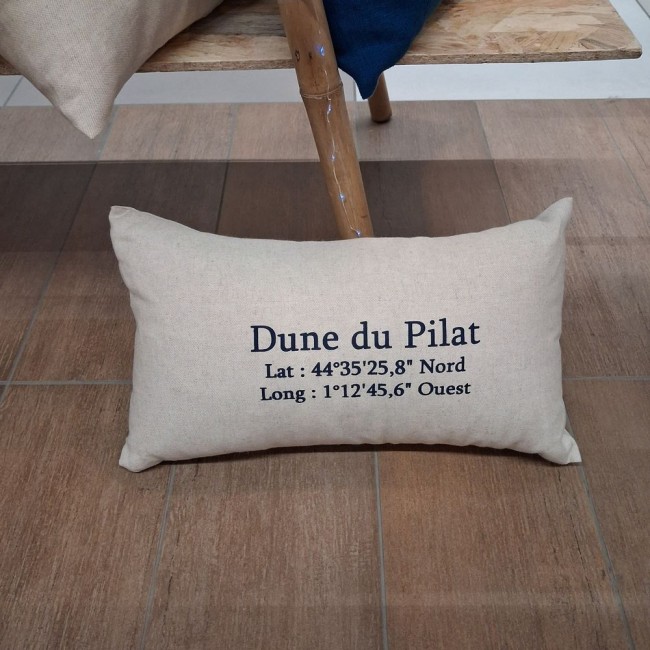 Dune du Pilat
Lat : 44°35'25,8" Nord
Long : 1°12'45,6" Ouest